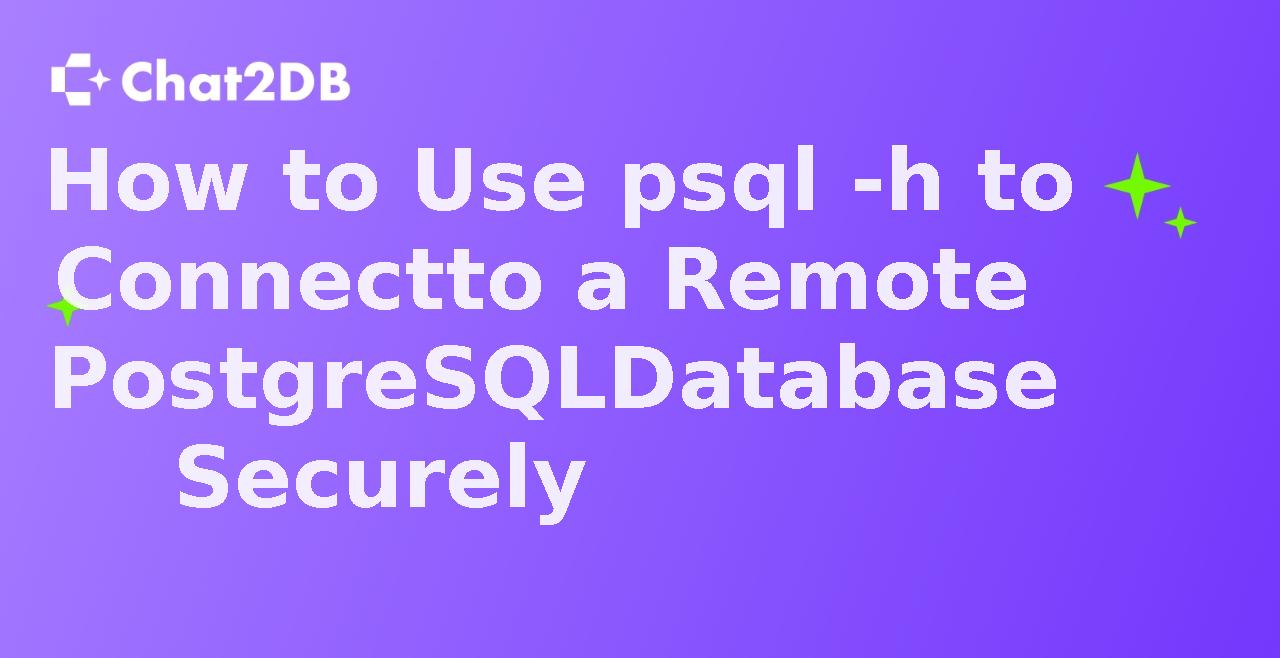 Chat2DB
How to Use psql -h to
Connectto a Remote
PostgreSQLDatabase
Securely